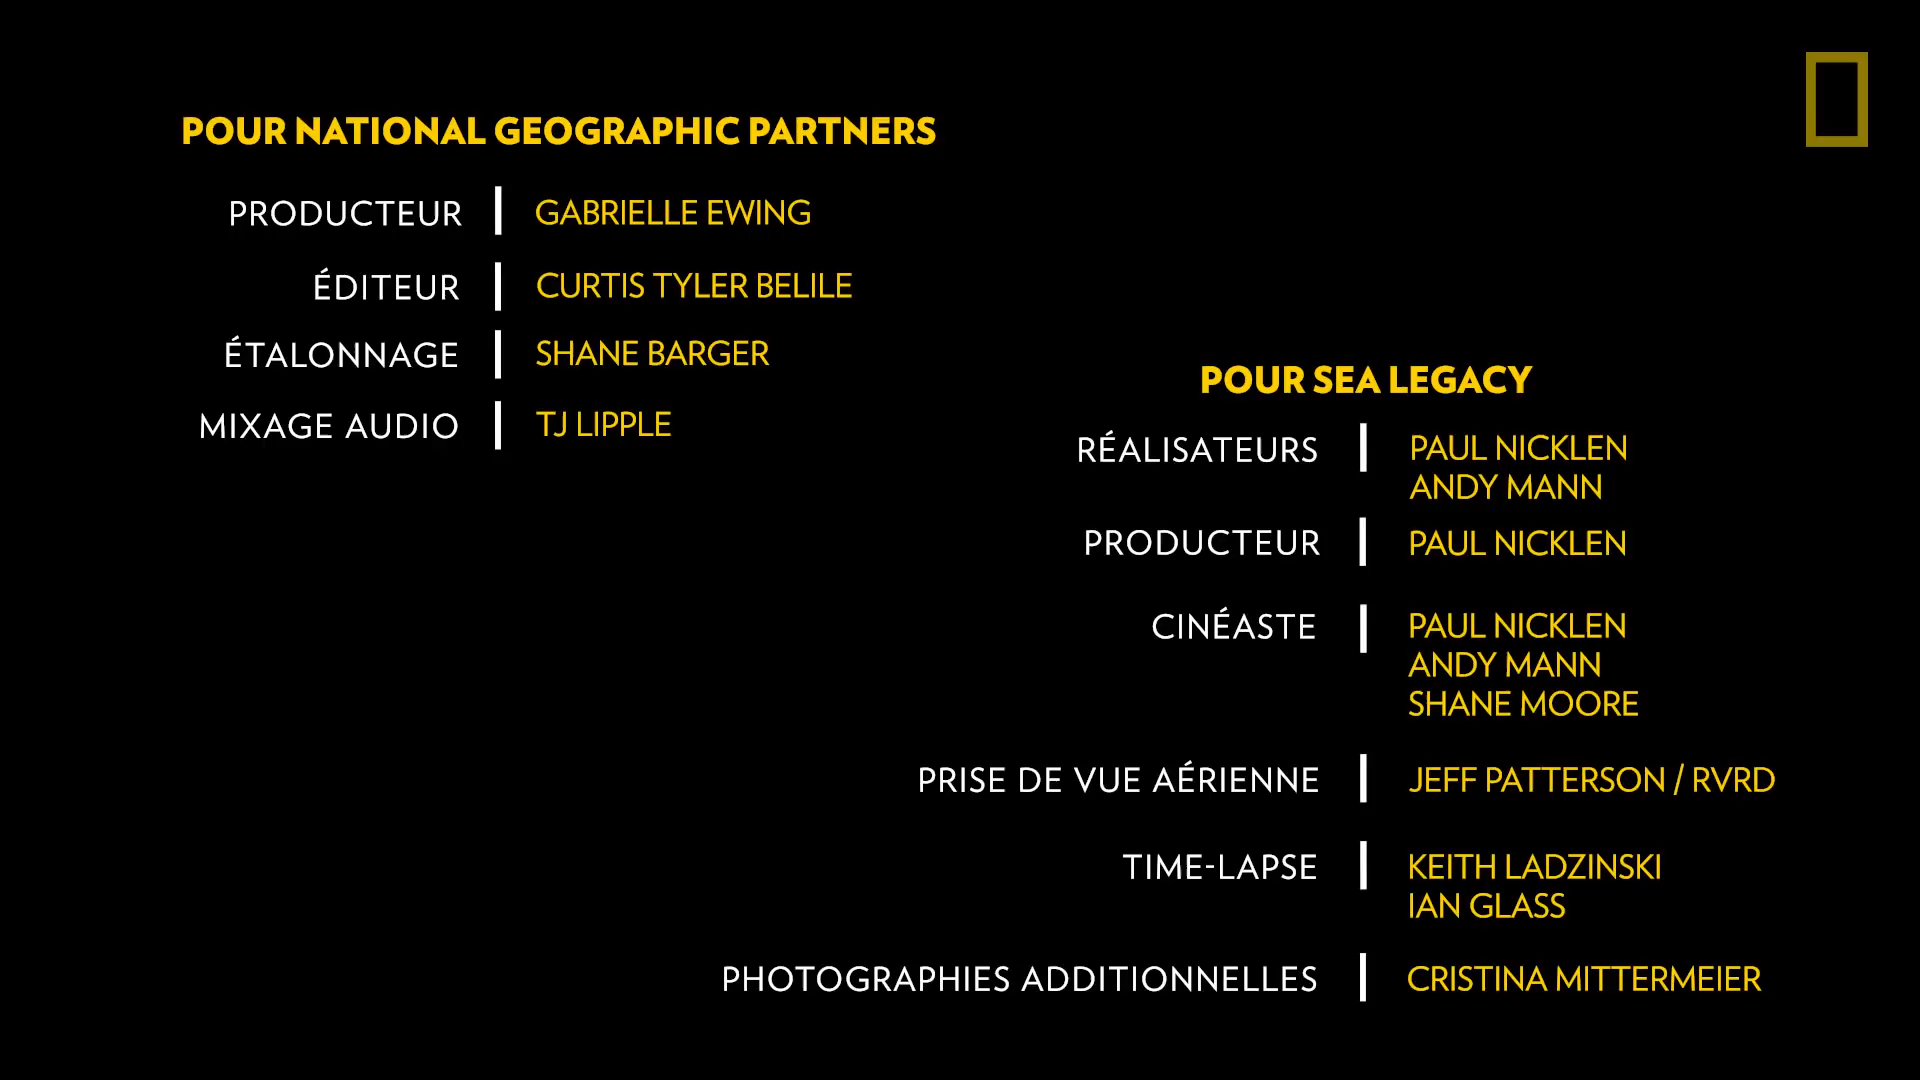 POUR NATIONAL GEOGRAPHIC PARTNERS
PRODUCTEUR | GABRIELLE EWING
ÉDITEUR | CURTIS TYLER BELILE
ÉTALONNAGE | SHANE BARGER
MIXAGE AUDIO | TJ LIPPLE
POUR SEA LEGACY
RÉALISATEURS | PAUL NICKLEN
ANDY MANN
PRODUCTEUR | PAUL NICKLEN
CINÉASTE | PAUL NICKLEN
ANDY MANN
SHANE MOORE
PRISE DE VUE AÉRIENNE | JEFF PATTERSON / RVRD
TIME-LAPSE | KEITH LADZINSKI
IAN GLASS
PHOTOGRAPHIES ADDITIONNELLES | CRISTINA MITTERMEIER